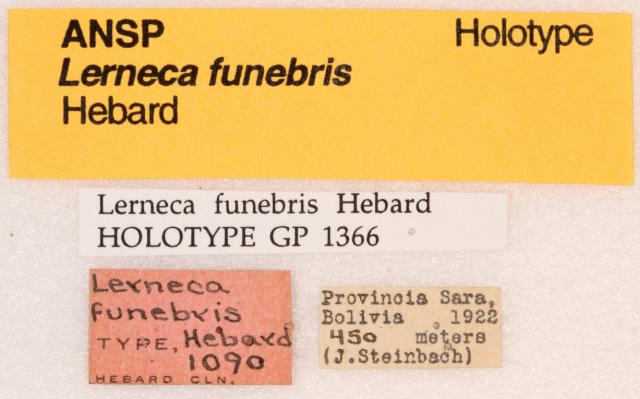 ANSP Holotype
Lerneca funebris
Hebard
Lerneca funebris Hebard
HOLOTYPE GP 1366
Lerneca
funebris
TYPE, Hebard
1090
HEBARD CLN.
Provincia Sara,
Bolivia 1922
450 meters
(J.Steinbach)